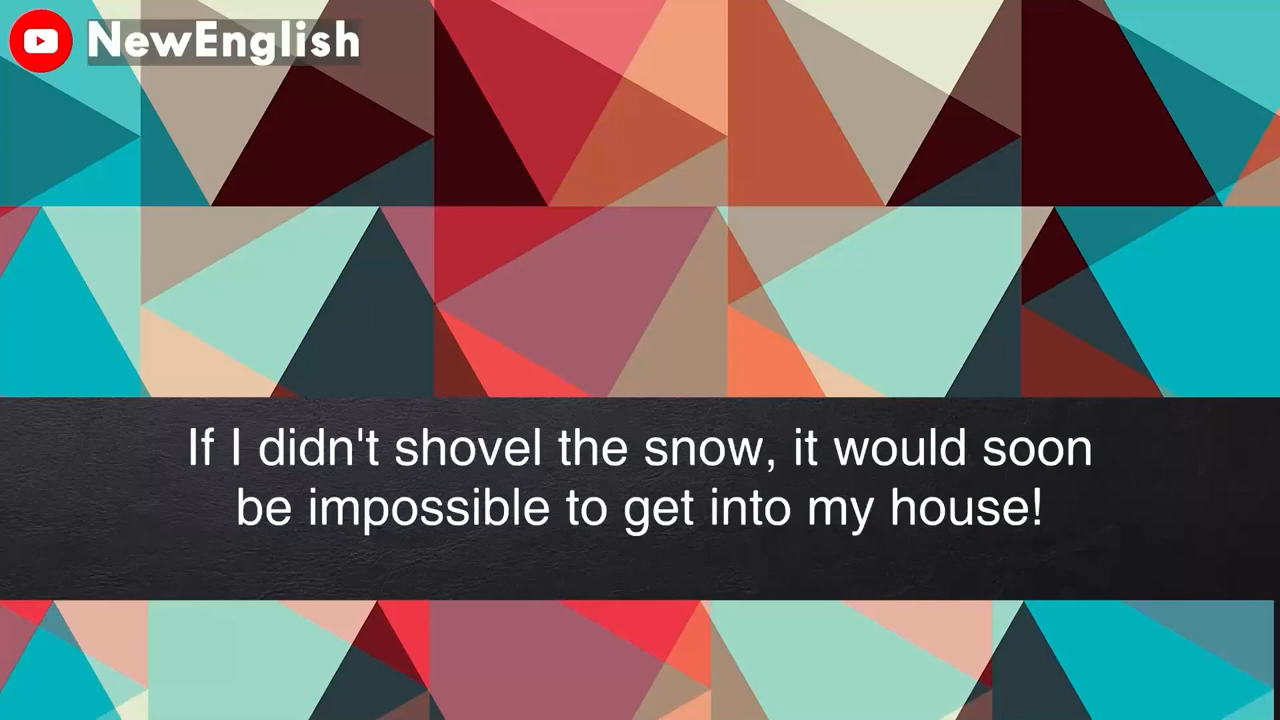 NewEnglish
If I didn't shovel the snow, it would soon
be impossible to get into my house!